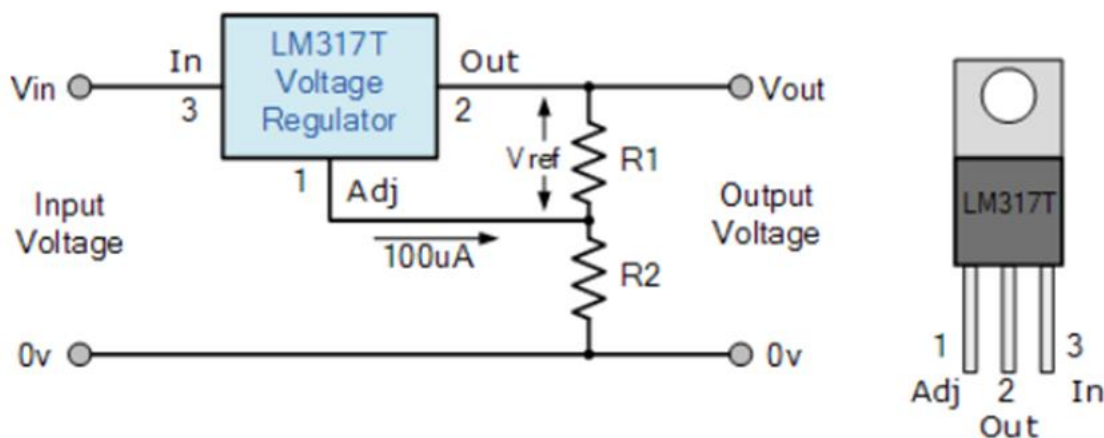 LM317T
Voltage
Regulator
In
3
Out
2
Vin
Vout
Vref
R1
1
Adj
Input
Voltage
Output
Voltage
100uA
R2
0v
0v
LM317T
1
3
Adj
2
In
Out